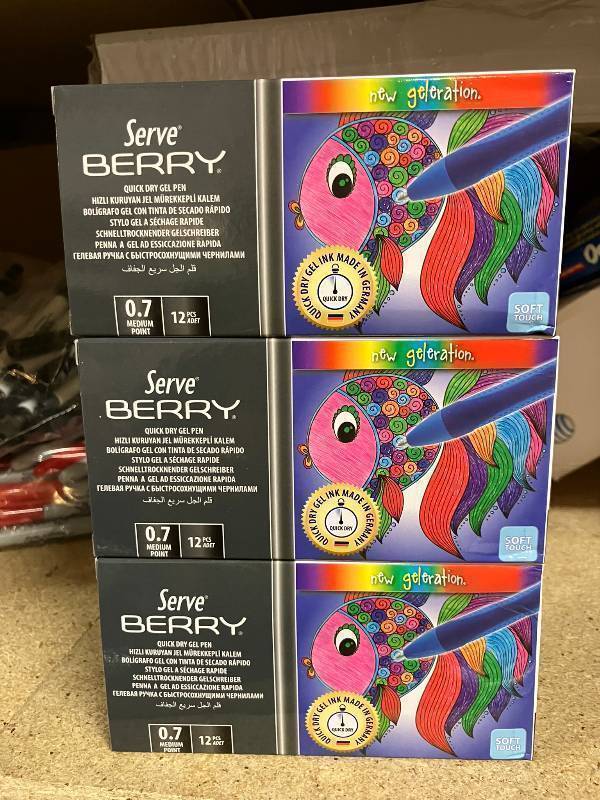 new geleration.
Serve®
BERRY®
QUICK DRY GEL PEN
HIZLI KURUYAN JEL MÜREKKEPLİ KALEM
BOLÍGRAFO GEL CON TINTA DE SECADO RÁPIDO
STYLO GEL A SÉCHAGE RAPIDE
SCHNELLTROCKNENDER GELSCHREIBER
PENNA A GEL AD ESSICCAZIONE RAPIDA
ГЕЛЕВАЯ РУЧКА С БЫСТРОСОХНУЩИМИ ЧЕРНИЛАМИ
قلم الجل سريع الجفاف
QUICK DRY GEL INK MADE IN GERMANY
QUICK DRY
0.7
MEDIUM
POINT
12 PCS
ADET
SOFT
TOUCH
new geleration.
Serve®
BERRY®
QUICK DRY GEL PEN
HIZLI KURUYAN JEL MÜREKKEPLİ KALEM
BOLÍGRAFO GEL CON TINTA DE SECADO RÁPIDO
STYLO GEL A SÉCHAGE RAPIDE
SCHNELLTROCKNENDER GELSCHREIBER
PENNA A GEL AD ESSICCAZIONE RAPIDA
ГЕЛЕВАЯ РУЧКА С БЫСТРОСОХНУЩИМИ ЧЕРНИЛАМИ
قلم الجل سريع الجفاف
QUICK DRY GEL INK MADE IN GERMANY
QUICK DRY
0.7
MEDIUM
POINT
12 PCS
ADET
SOFT
TOUCH
new geleration.
Serve®
BERRY®
QUICK DRY GEL PEN
HIZLI KURUYAN JEL MÜREKKEPLİ KALEM
BOLÍGRAFO GEL CON TINTA DE SECADO RÁPIDO
STYLO GEL A SÉCHAGE RAPIDE
SCHNELLTROCKNENDER GELSCHREIBER
PENNA A GEL AD ESSICCAZIONE RAPIDA
ГЕЛЕВАЯ РУЧКА С БЫСТРОСОХНУЩИМИ ЧЕРНИЛАМИ
قلم الجل سريع الجفاف
QUICK DRY GEL INK MADE IN GERMANY
QUICK DRY
0.7
MEDIUM
POINT
12 PCS
ADET
SOFT
TOUCH